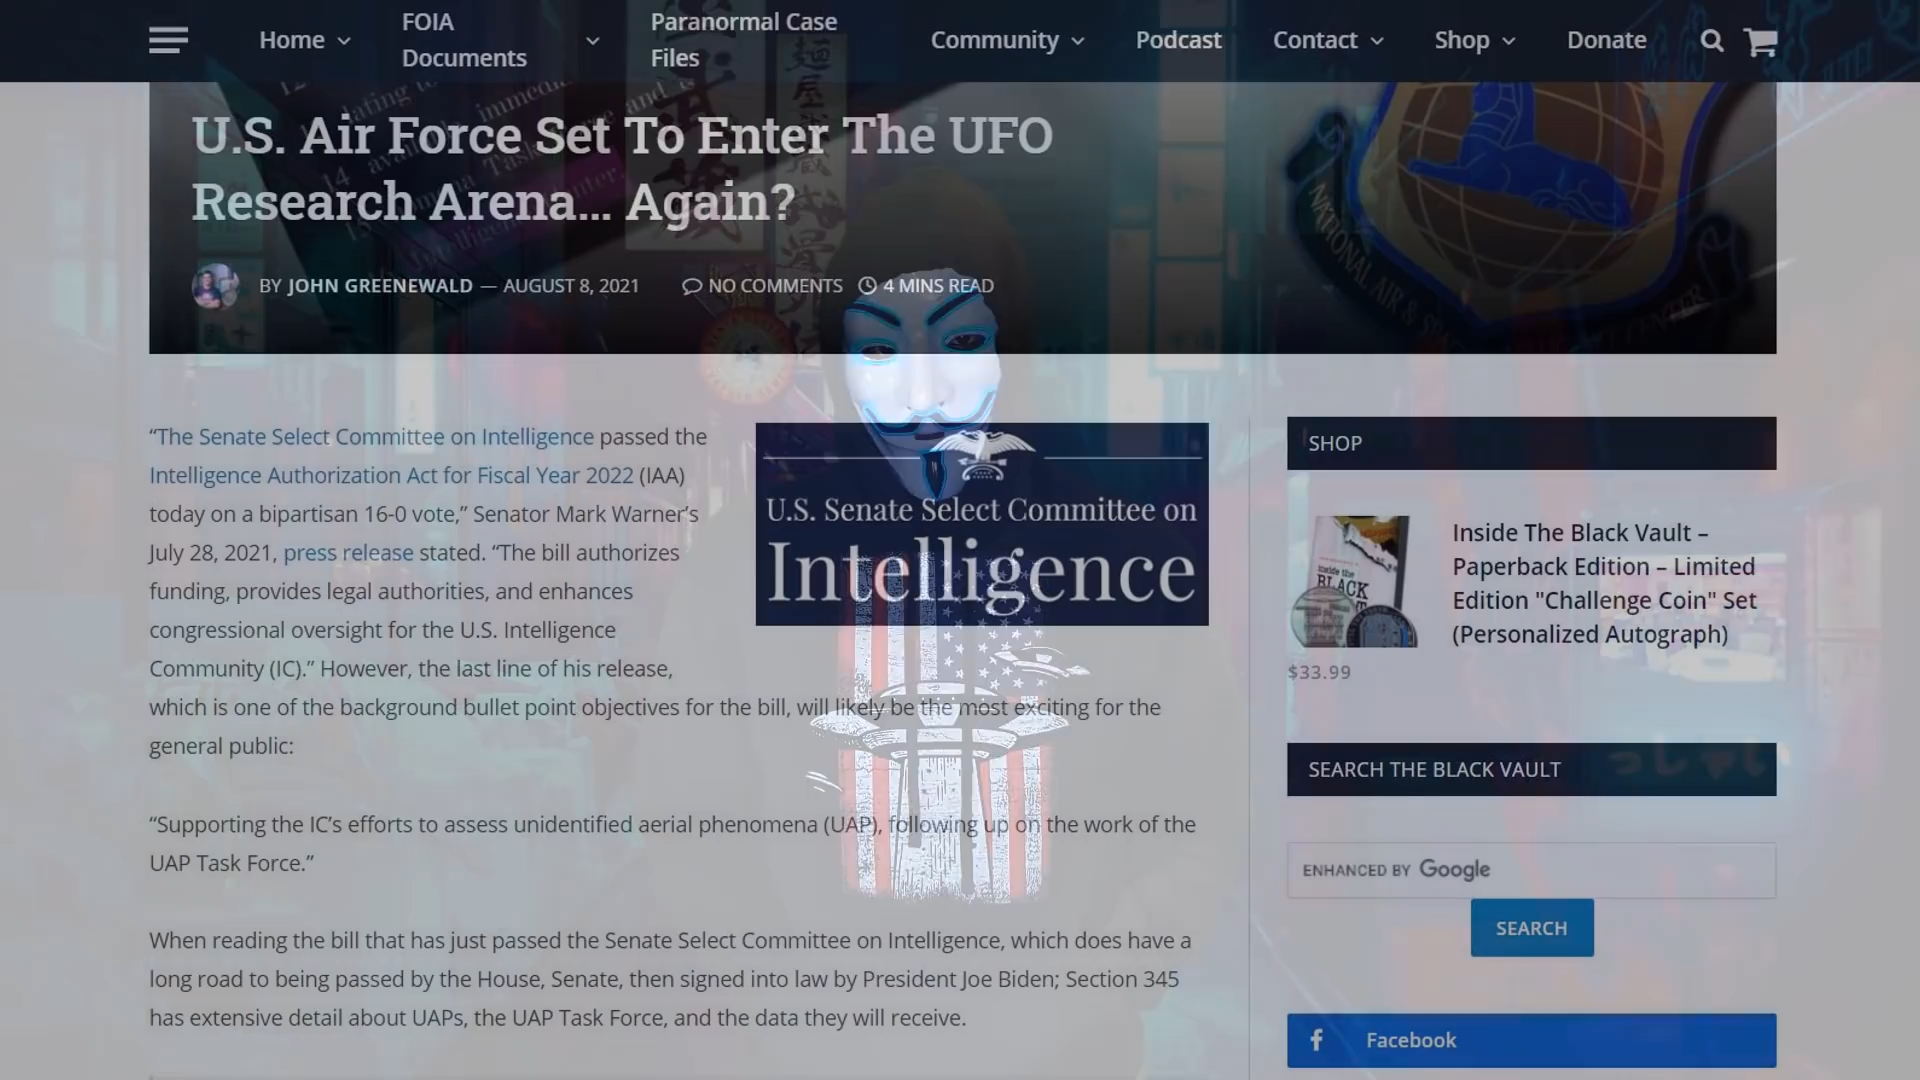 Home
FOIA
Documents
Paranormal Case
Files
Community
Podcast
Contact
Shop
Donate
U.S. Air Force Set To Enter The UFO
Research Arena... Again?
BY JOHN GREENEWALD — AUGUST 8, 2021
NO COMMENTS
4 MINS READ
NATIONAL AIR &
“The Senate Select Committee on Intelligence passed the
Intelligence Authorization Act for Fiscal Year 2022 (IAA)
today on a bipartisan 16-0 vote,” Senator Mark Warner’s
July 28, 2021, press release stated. “The bill authorizes
funding, provides legal authorities, and enhances
congressional oversight for the U.S. Intelligence
Community (IC).” However, the last line of his release,
which is one of the background bullet point objectives for the bill, will likely be the most exciting for the
general public:
U.S. Senate Select Committee on
Intelligence
“Supporting the IC’s efforts to assess unidentified aerial phenomena (UAP), following up on the work of the
UAP Task Force.”
When reading the bill that has just passed the Senate Select Committee on Intelligence, which does have a
long road to being passed by the House, Senate, then signed into law by President Joe Biden; Section 345
has extensive detail about UAPs, the UAP Task Force, and the data they will receive.
SHOP
inside the
BLACK
Inside The Black Vault –
Paperback Edition – Limited
Edition "Challenge Coin" Set
(Personalized Autograph)
$33.99
SEARCH THE BLACK VAULT
ENHANCED BY Google
SEARCH
Facebook